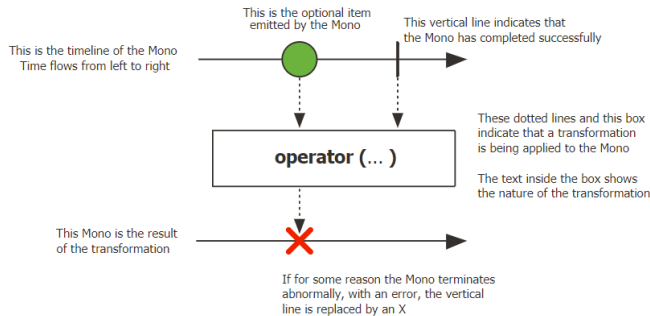 This is the optional item
emitted by the Mono
This vertical line indicates that
the Mono has completed successfully
This is the timeline of the Mono
Time flows from left to right
These dotted lines and this box
indicate that a transformation
is being applied to the Mono
operator (... )
The text inside the box shows
the nature of the transformation
This Mono is the result
of the transformation
If for some reason the Mono terminates
abnormally, with an error, the vertical
line is replaced by an X